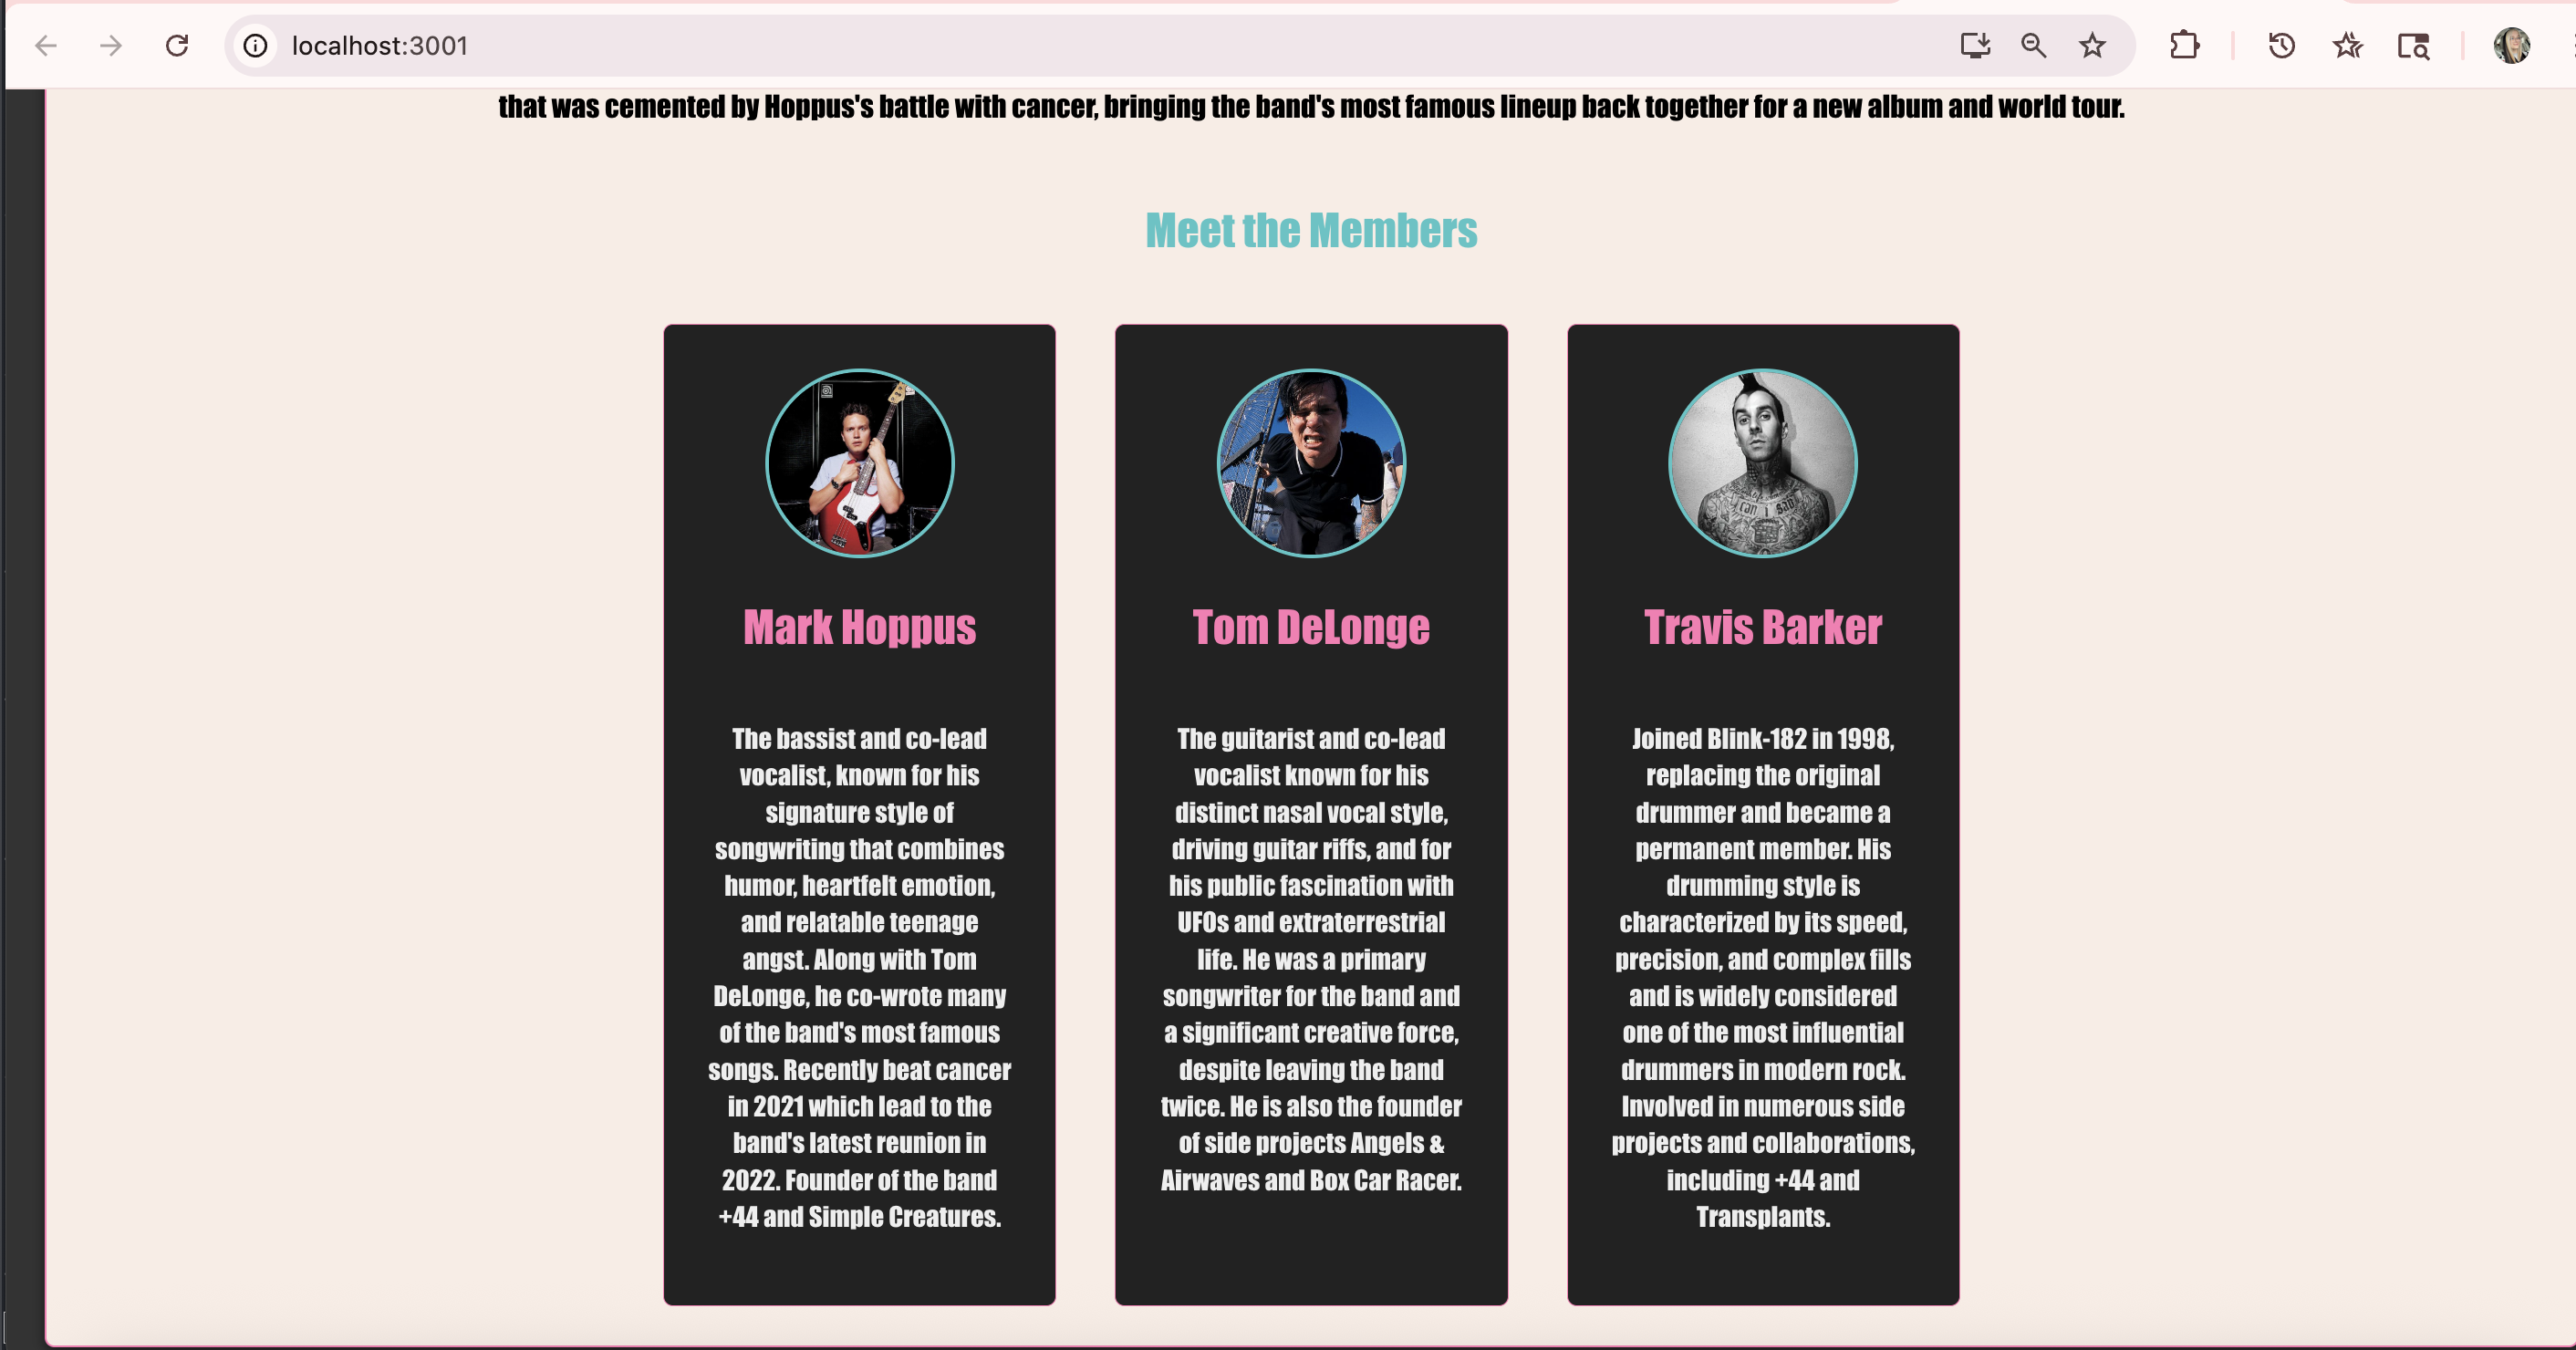 localhost:3001
that was cemented by Hoppus's battle with cancer, bringing the band's most famous lineup back together for a new album and world tour.
Meet the Members
Mark Hoppus
The bassist and co-lead
vocalist, known for his
signature style of
songwriting that combines
humor, heartfelt emotion,
and relatable teenage
angst. Along with Tom
DeLonge, he co-wrote many
of the band's most famous
songs. Recently beat cancer
in 2021 which lead to the
band's latest reunion in
2022. Founder of the band
+44 and Simple Creatures.
Tom DeLonge
The guitarist and co-lead
vocalist known for his
distinct nasal vocal style,
driving guitar riffs, and for
his public fascination with
UFOs and extraterrestrial
life. He was a primary
songwriter for the band and
a significant creative force,
despite leaving the band
twice. He is also the founder
of side projects Angels &
Airwaves and Box Car Racer.
can i say
Travis Barker
Joined Blink-182 in 1998,
replacing the original
drummer and became a
permanent member. His
drumming style is
characterized by its speed,
precision, and complex fills
and is widely considered
one of the most influential
drummers in modern rock.
Involved in numerous side
projects and collaborations,
including +44 and
Transplants.